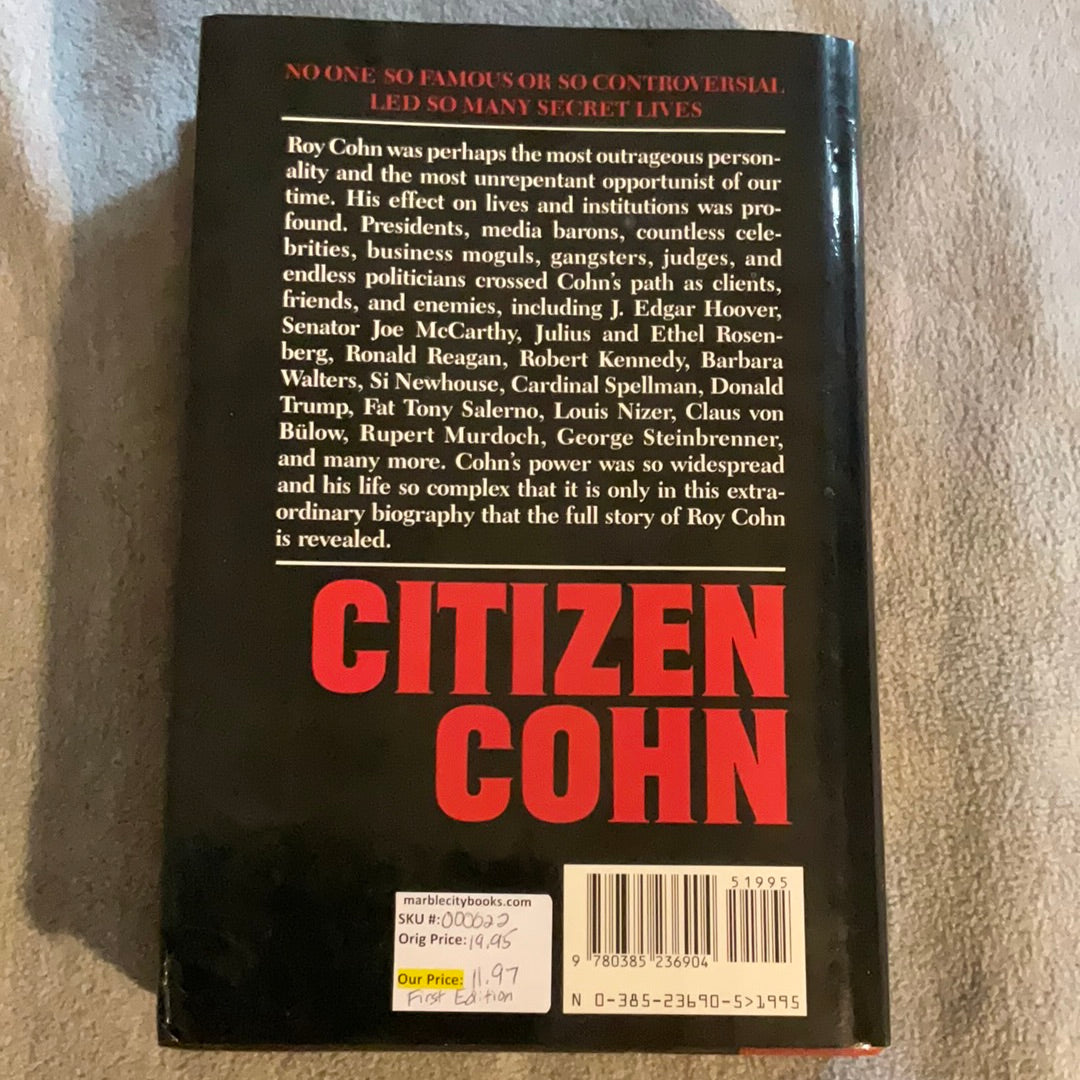 NO ONE SO FAMOUS OR SO CONTROVERSIAL
LED SO MANY SECRET LIVES
Roy Cohn was perhaps the most outrageous person-
ality and the most unrepentant opportunist of our
time. His effect on lives and institutions was pro-
found. Presidents, media barons, countless cele-
brities, business moguls, gangsters, judges, and
endless politicians crossed Cohn's path as clients,
friends, and enemies, including J. Edgar Hoover,
Senator Joe McCarthy, Julius and Ethel Rosen-
berg, Ronald Reagan, Robert Kennedy, Barbara
Walters, Si Newhouse, Cardinal Spellman, Donald
Trump, Fat Tony Salerno, Louis Nizer, Claus von
Bülow, Rupert Murdoch, George Steinbrenner,
and many more. Cohn's power was so widespread
and his life so complex that it is only in this extra-
ordinary biography that the full story of Roy Cohn
is revealed.
CITIZEN
COHN
marblecitybooks.com
SKU #: 000622
Orig Price: 19.95
Our Price: 11.97
First Edition
51995
9 780385 236904
N 0-385-23690-5>1995